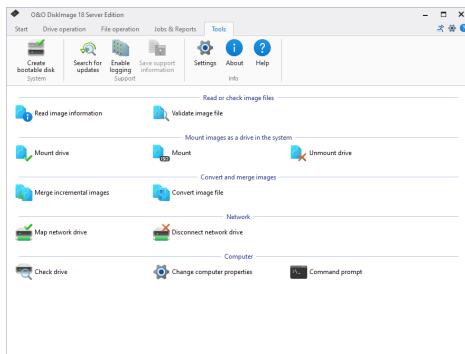 O&O DiskImage 18 Server Edition
Start Drive operation File operation Jobs & Reports Tools
Create bootable disk
Search for updates
Enable logging
Save support information
Settings
About
Help
System
Support
Info
Read or check image files
Read image information
Validate image file
Mount images as a drive in the system
Mount drive
Mount
Unmount drive
Convert and merge images
Merge incremental images
Convert image file
Network
Map network drive
Disconnect network drive
Computer
Check drive
Change computer properties
Command prompt